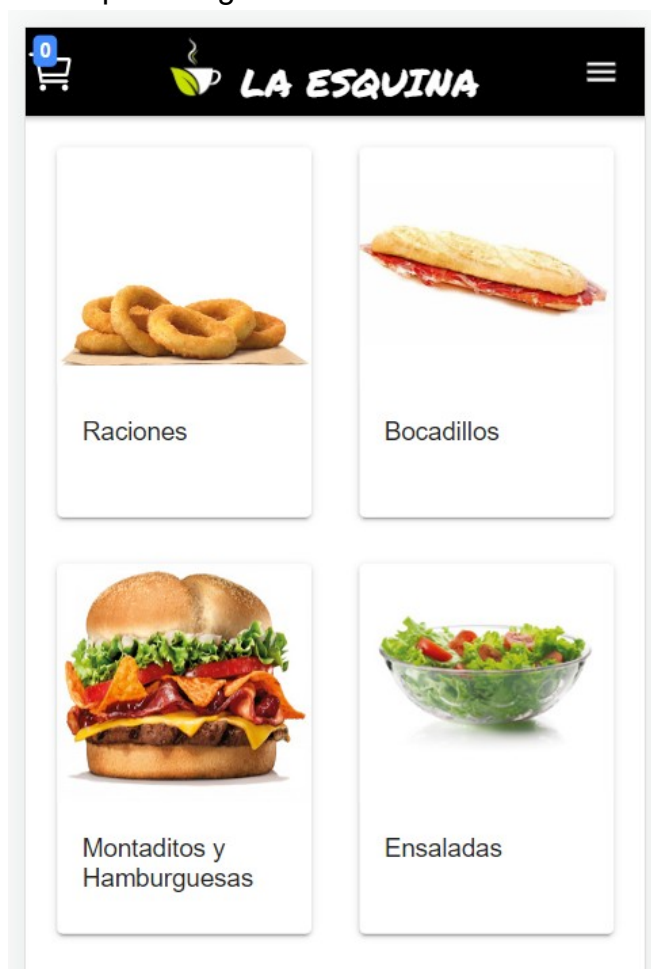 0
LA ESQUINA
Raciones
Bocadillos
Montaditos y
Hamburguesas
Ensaladas